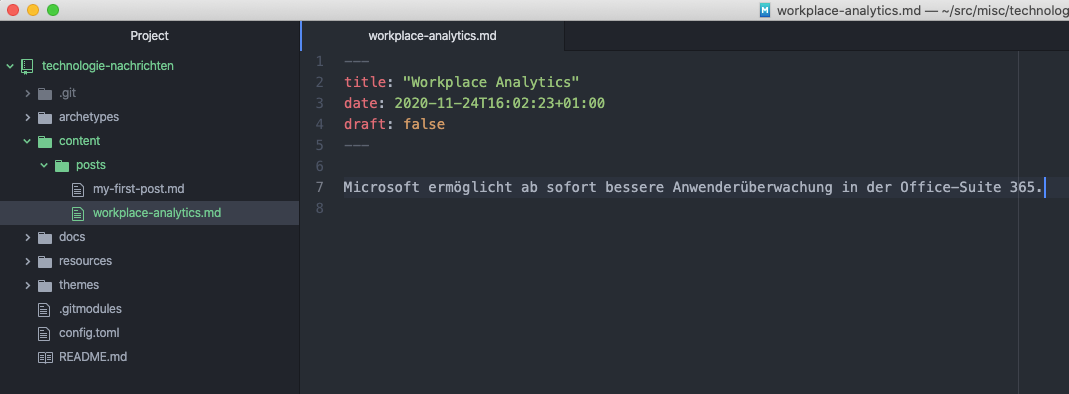 workplace-analytics.md — ~/src/misc/technolog
Project
technologie-nachrichten
.git
archetypes
content
posts
my-first-post.md
workplace-analytics.md
docs
resources
themes
.gitmodules
config.toml
README.md
workplace-analytics.md
1 ---
2 title: "Workplace Analytics"
3 date: 2020-11-24T16:02:23+01:00
4 draft: false
5 ---
6
7 Microsoft ermöglicht ab sofort bessere Anwenderüberwachung in der Office-Suite 365.
8